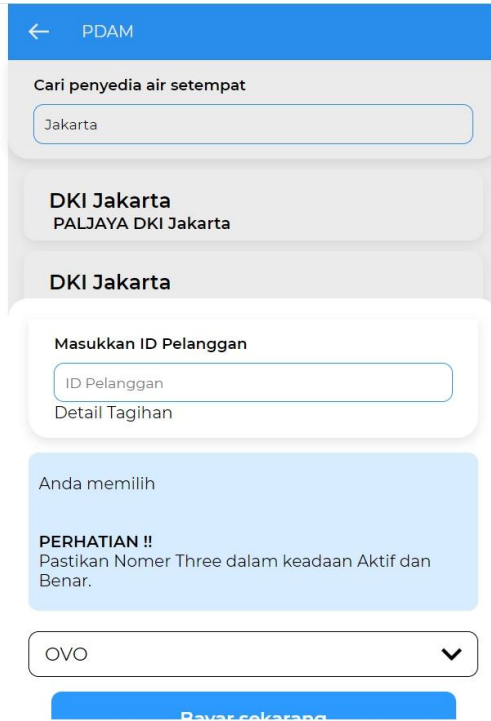 PDAM
Cari penyedia air setempat
Jakarta
DKI Jakarta
PALJAYA DKI Jakarta
DKI Jakarta
Masukkan ID Pelanggan
ID Pelanggan
Detail Tagihan
Anda memilih
PERHATIAN !!
Pastikan Nomer Three dalam keadaan Aktif dan
Benar.
OVO
Bayar sekarang